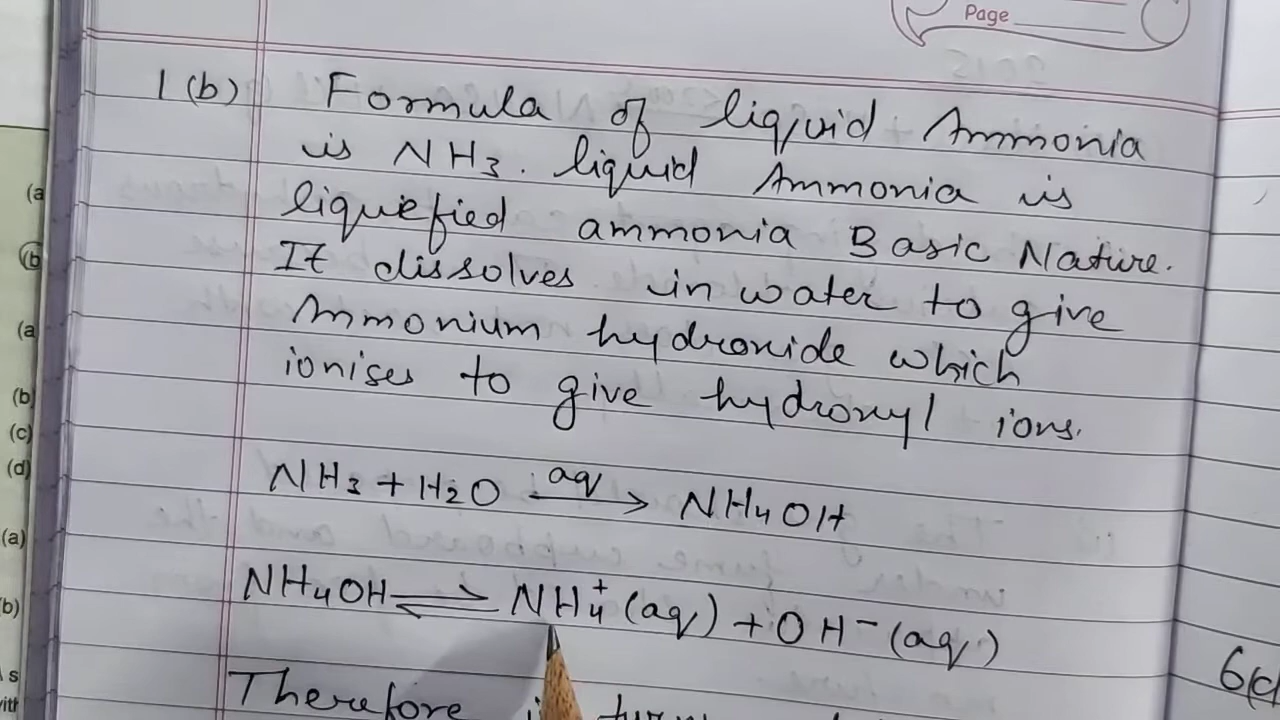 Page
1(b) Formula of liquid Ammonia
is NH3. liquid Ammonia is
liquefied ammonia Basic Nature.
It dissolves in water to give
Ammonium hydroxide which
ionises to give hydroxyl ions.
NH3 + H2O aq → NH4OH
NH4OH ⇌ NH4+ (aq) + OH- (aq)
Therefore
(a
(b
(a
(b)
(c)
(d)
(a)
b)
6(c)